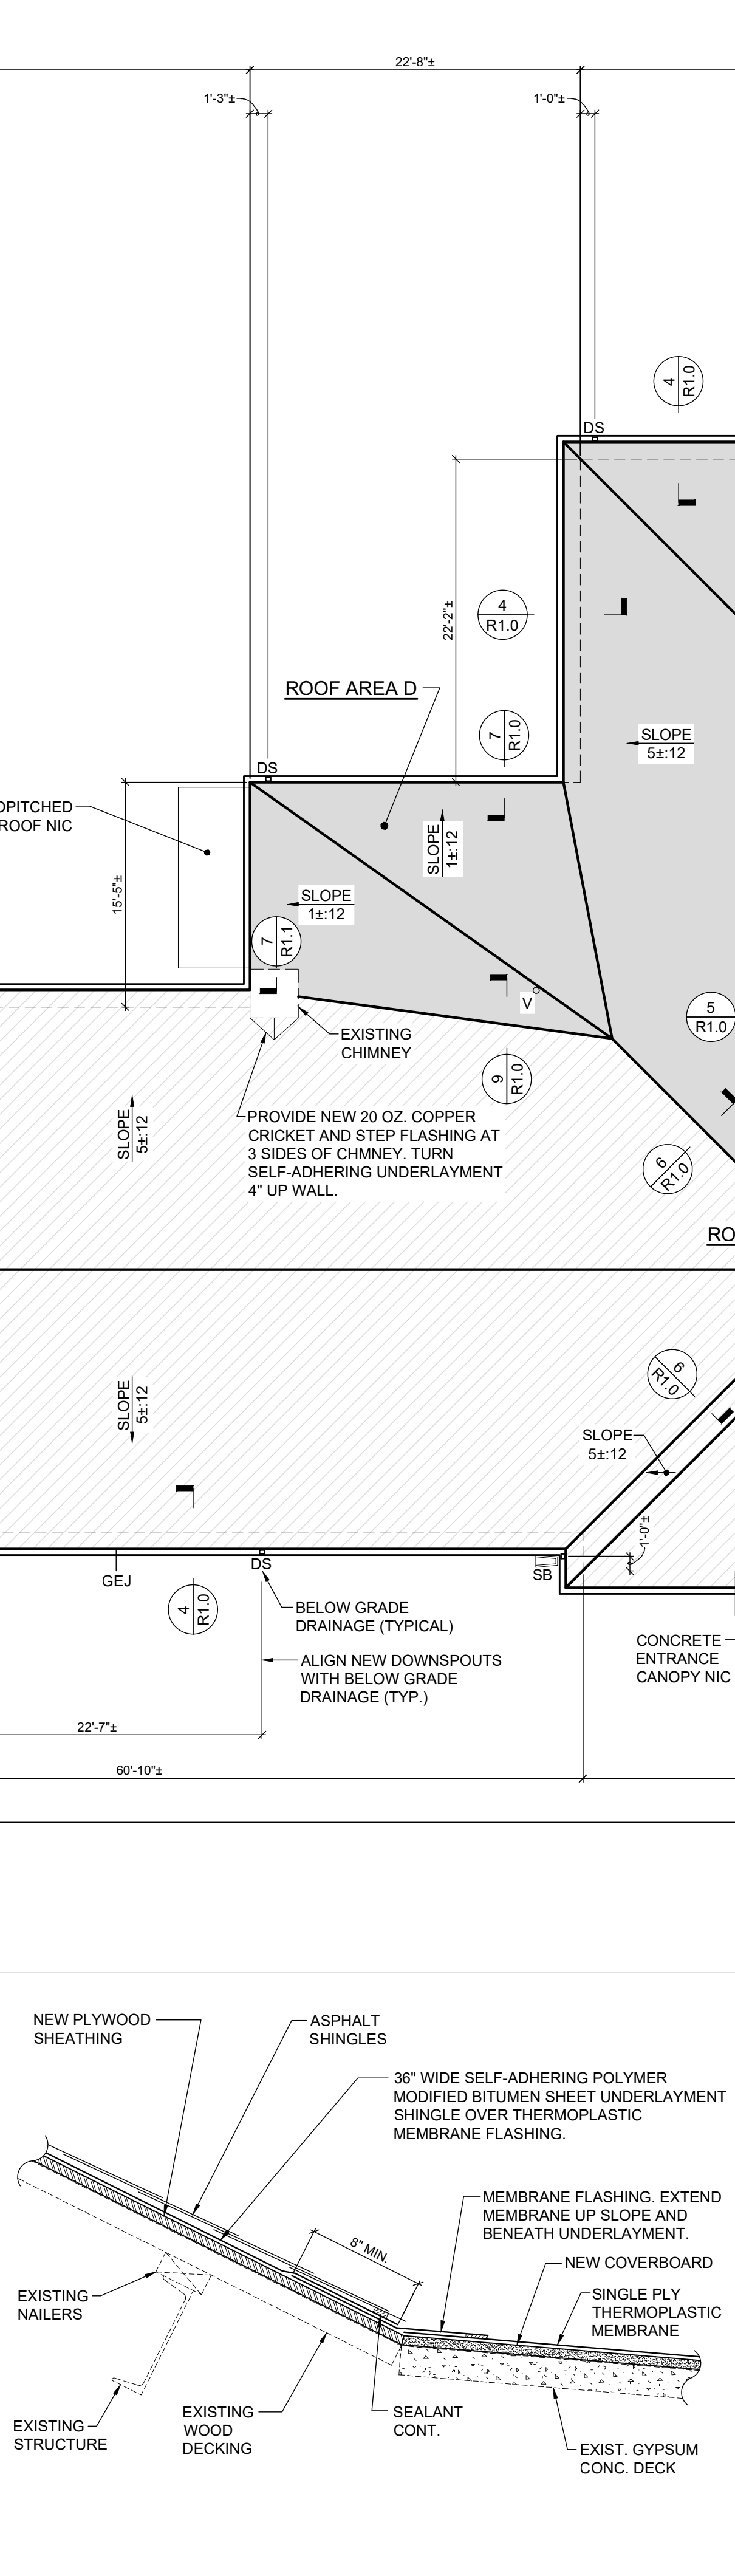 22'-8"±
1'-3"±
1'-0"±
4
R1.0
DS
22'-2"±
4
R1.0
ROOF AREA D
7
R1.0
SLOPE
5±:12
DS
OPITCHED
ROOF NIC
SLOPE
1±:12
15'-5"±
SLOPE
1±:12
7
R1.1
V
5
R1.0
EXISTING
CHIMNEY
9
R1.0
SLOPE
5±:12
PROVIDE NEW 20 OZ. COPPER
CRICKET AND STEP FLASHING AT
3 SIDES OF CHMNEY. TURN
SELF-ADHERING UNDERLAYMENT
4" UP WALL.
6
R1.0
RO
6
R1.0
SLOPE
5±:12
SLOPE
5±:12
1'-0"±
GEJ
DS
SB
4
R1.0
BELOW GRADE
DRAINAGE (TYPICAL)
CONCRETE
ENTRANCE
CANOPY NIC
ALIGN NEW DOWNSPOUTS
WITH BELOW GRADE
DRAINAGE (TYP.)
22'-7"±
60'-10"±
NEW PLYWOOD
SHEATHING
ASPHALT
SHINGLES
36" WIDE SELF-ADHERING POLYMER
MODIFIED BITUMEN SHEET UNDERLAYMENT
SHINGLE OVER THERMOPLASTIC
MEMBRANE FLASHING.
MEMBRANE FLASHING. EXTEND
MEMBRANE UP SLOPE AND
BENEATH UNDERLAYMENT.
8" MIN.
NEW COVERBOARD
EXISTING
NAILERS
SINGLE PLY
THERMOPLASTIC
MEMBRANE
EXISTING
STRUCTURE
EXISTING
WOOD
DECKING
SEALANT
CONT.
EXIST. GYPSUM
CONC. DECK